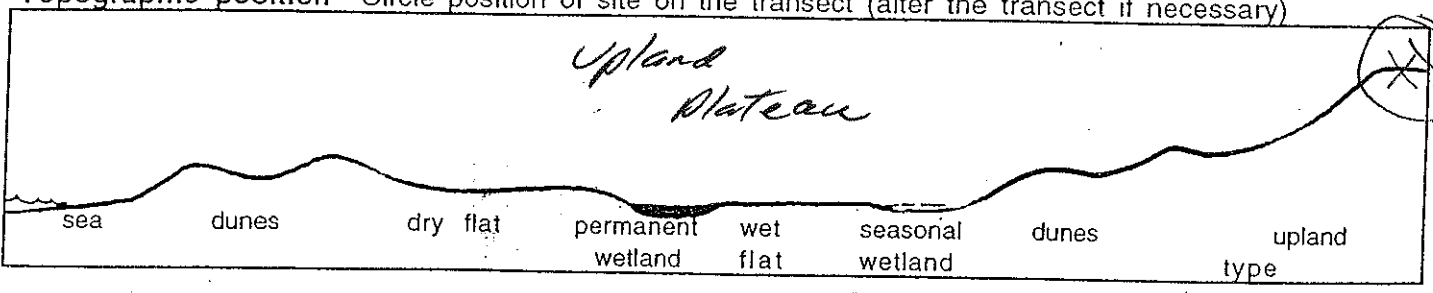 Topographic position Circle position of site on the transect (alter the transect if necessary)
Upland
Plateau
sea dunes dry flat permanent wet seasonal dunes upland
wetland flat wetland type